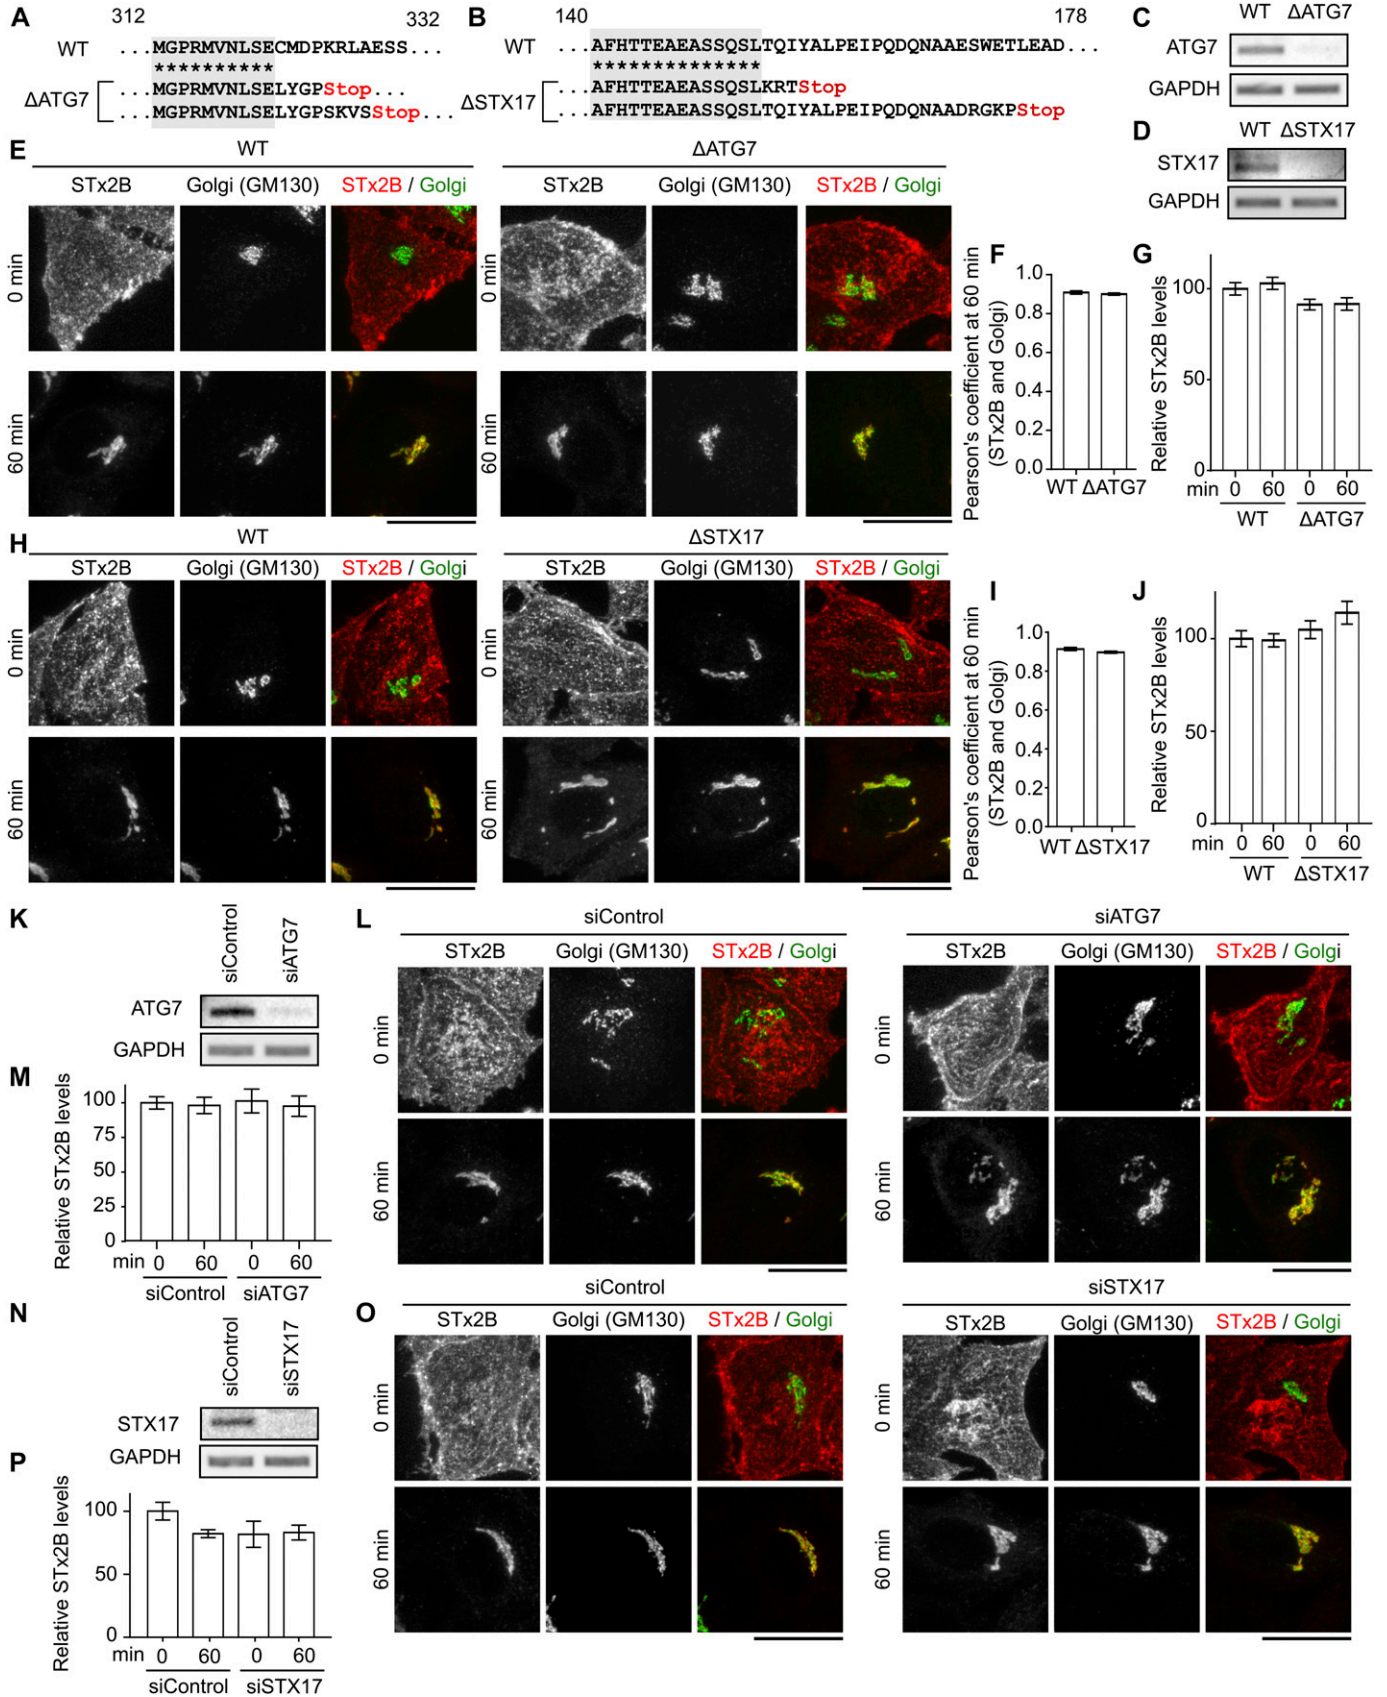 A
312
332
WT
...MGPRMVNLSECMDPKRLAESS...
**********
ΔATG7
...MGPRMVNLSELYGPStop...
...MGPRMVNLSELYGPSKVSStop...
B
140
178
WT
...AFHTTEAEASSQSLTQIYALPEIPQDQNAAESWETLEAD...
**************
ΔSTX17
...AFHTTEAEASSQSLKRTStop
...AFHTTEAEASSQSLTQIYALPEIPQDQNAADRGKPStop
C
WT ΔATG7
ATG7
GAPDH
D
WT ΔSTX17
STX17
GAPDH
E
WT
ΔATG7
STx2B
Golgi (GM130)
STx2B / Golgi
STx2B
Golgi (GM130)
STx2B / Golgi
0 min
0 min
60 min
60 min
F
Pearson's coefficient at 60 min
(STx2B and Golgi)
1.0
0.8
0.6
0.4
0.2
0.0
WT ΔATG7
G
Relative STx2B levels
100
50
0
min 0 60 0 60
WT ΔATG7
H
WT
ΔSTX17
STx2B
Golgi (GM130)
STx2B / Golgi
STx2B
Golgi (GM130)
STx2B / Golgi
0 min
0 min
60 min
60 min
I
Pearson's coefficient at 60 min
(STx2B and Golgi)
1.0
0.8
0.6
0.4
0.2
0.0
WT ΔSTX17
J
Relative STx2B levels
100
50
0
min 0 60 0 60
WT ΔSTX17
K
siControl
siATG7
ATG7
GAPDH
L
siControl
siATG7
STx2B
Golgi (GM130)
STx2B / Golgi
STx2B
Golgi (GM130)
STx2B / Golgi
0 min
0 min
60 min
60 min
M
Relative STx2B levels
100
75
50
25
0
min 0 60 0 60
siControl siATG7
N
siControl
siSTX17
STX17
GAPDH
O
siControl
siSTX17
STx2B
Golgi (GM130)
STx2B / Golgi
STx2B
Golgi (GM130)
STx2B / Golgi
0 min
0 min
60 min
60 min
P
Relative STx2B levels
100
50
0
min 0 60 0 60
siControl siSTX17